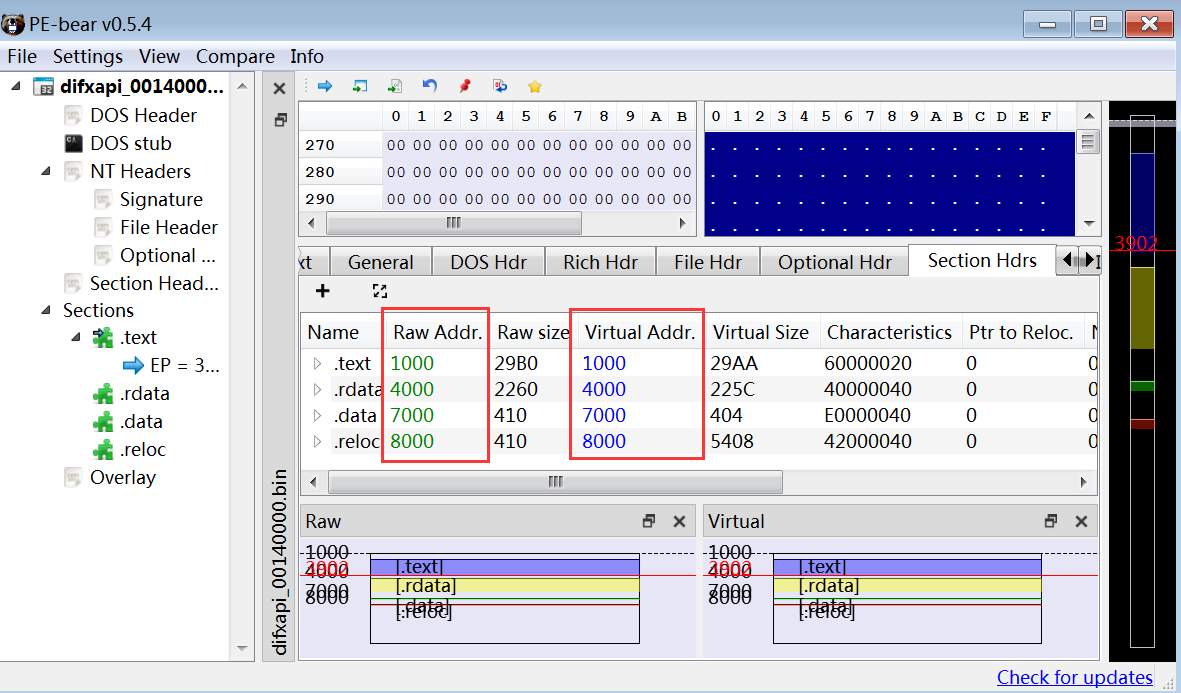 PE-bear v0.5.4
File Settings View Compare Info
difxapi_0014000...
DOS Header
DOS stub
NT Headers
Signature
File Header
Optional ...
Section Head...
Sections
.text
EP = 3...
.rdata
.data
.reloc
Overlay
difxapi_00140000.bin
0 1 2 3 4 5 6 7 8 9 A B
270 00 00 00 00 00 00 00 00 00 00 00 00
280 00 00 00 00 00 00 00 00 00 00 00 00
290 00 00 00 00 00 00 00 00 00 00 00 00
0 1 2 3 4 5 6 7 8 9 A B C D E F
. . . . . . . . . . . . . . . .
. . . . . . . . . . . . . . . .
. . . . . . . . . . . . . . . .
. . . . . . . . . . . . . . . .
xt General DOS Hdr Rich Hdr File Hdr Optional Hdr Section Hdrs
Name Raw Addr. Raw size Virtual Addr. Virtual Size Characteristics Ptr to Reloc.
.text 1000 29B0 1000 29AA 60000020 0 0
.rdata 4000 2260 4000 225C 40000040 0 0
.data 7000 410 7000 404 E0000040 0 0
.reloc 8000 410 8000 5408 42000040 0 0
Raw
1000
3902
4000
7000
8000
[.text]
[.rdata]
[.data]
[.reloc]
Virtual
1000
3902
4000
7000
8000
[.text]
[.rdata]
[.data]
[.reloc]
3902
Check for updates